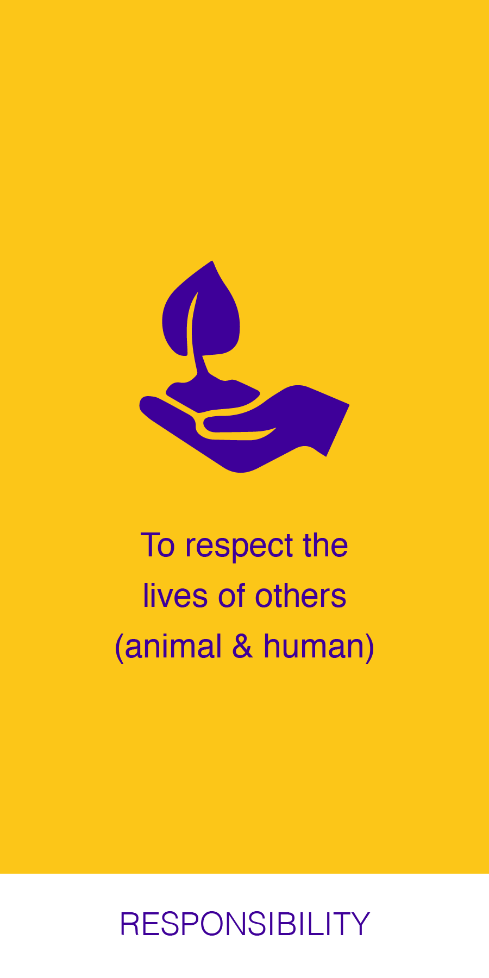 To respect the
lives of others
(animal & human)
RESPONSIBILITY